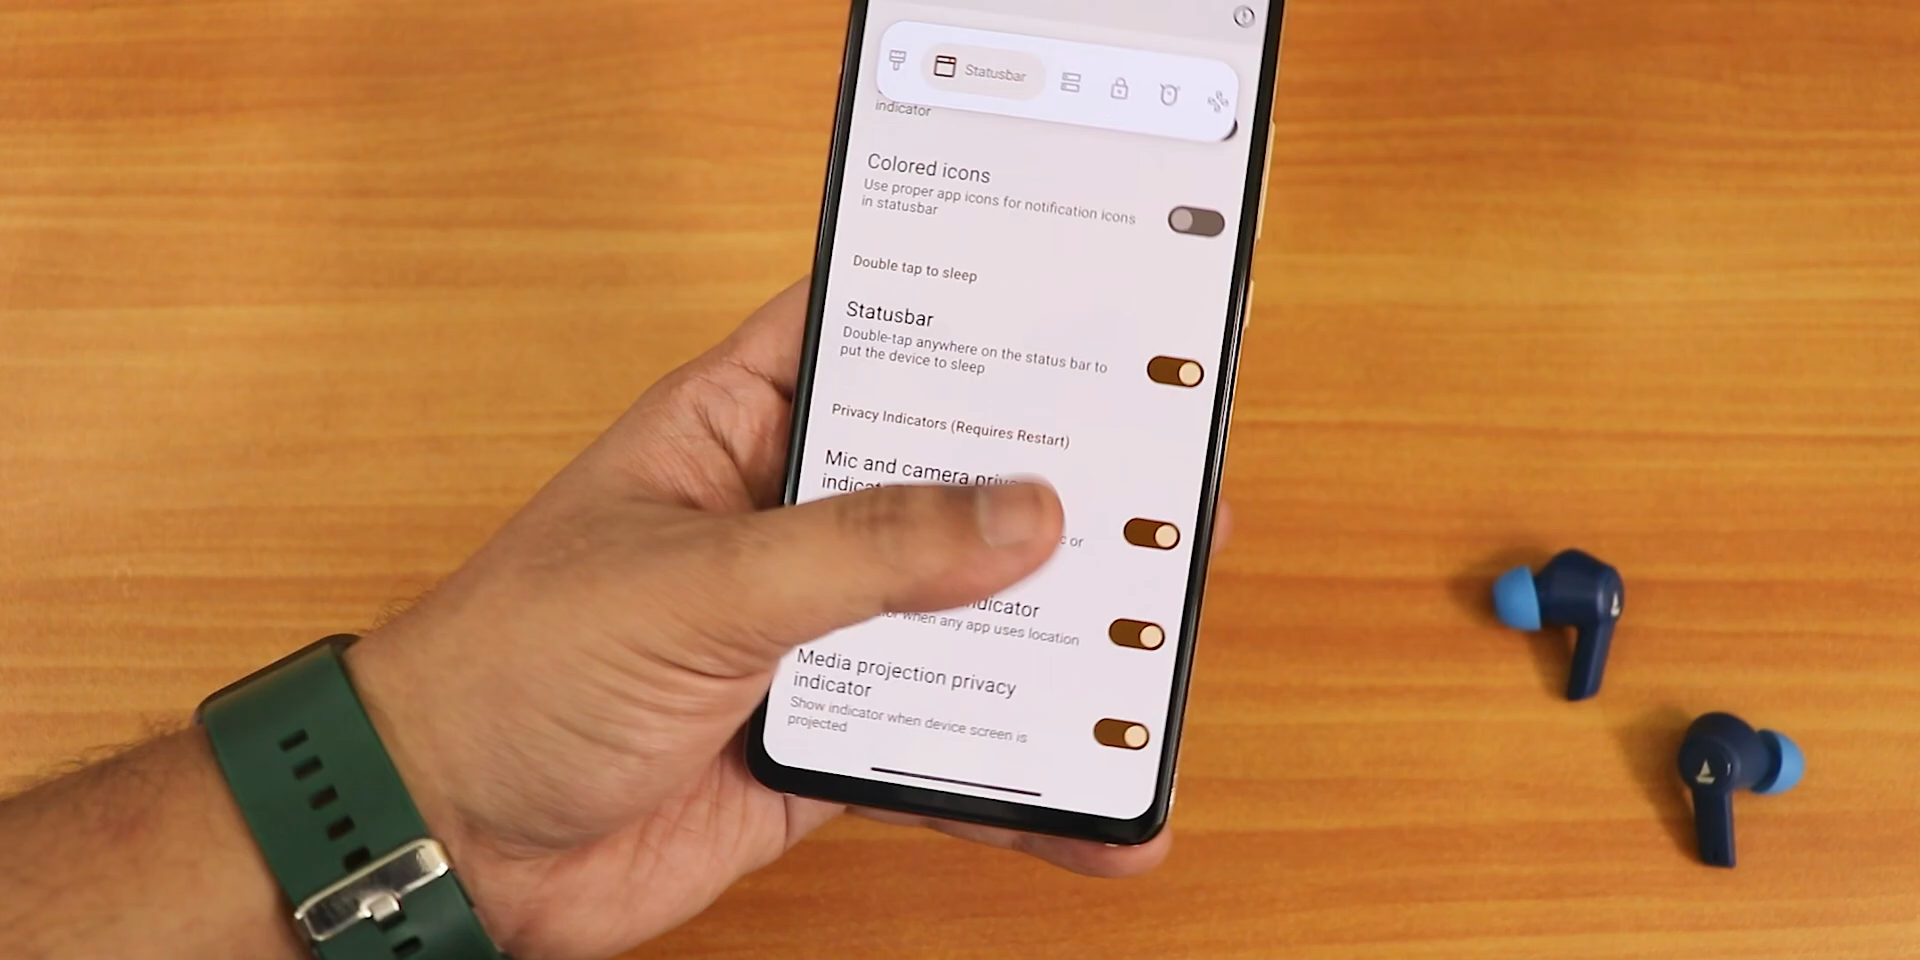 Statusbar
indicator
Colored icons
Use proper app icons for notification icons
in statusbar
Double tap to sleep
Statusbar
Double-tap anywhere on the status bar to
put the device to sleep
Privacy Indicators (Requires Restart)
Mic and camera
or
when any app uses location
Media projection privacy
indicator
Show indicator when device screen is
projected